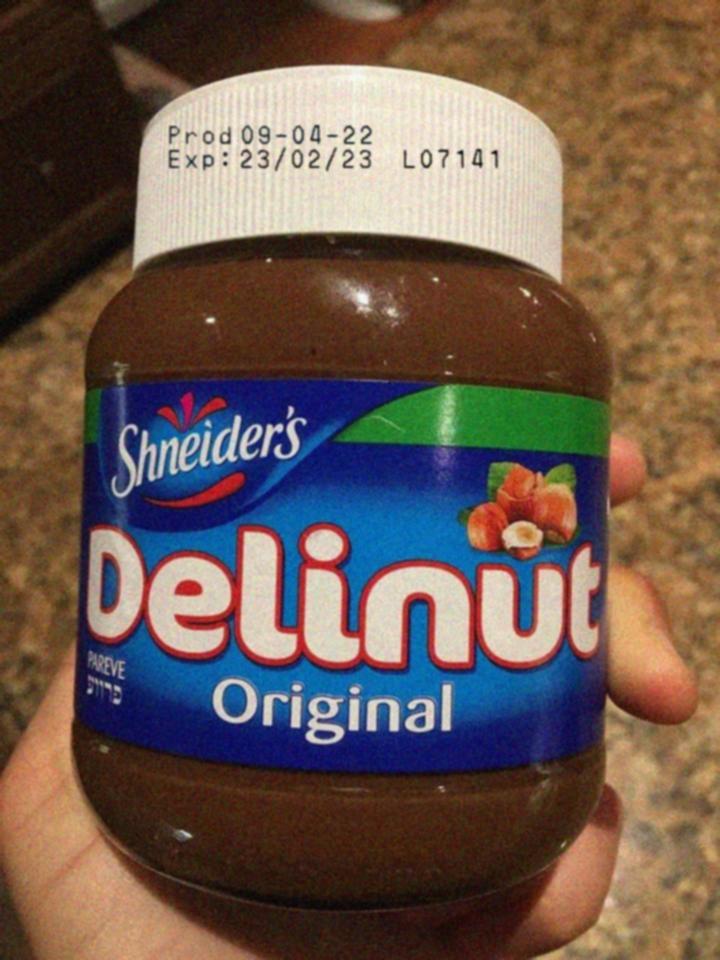 Prod 09-04-22
Exp: 23/02/23 L07141
Shneider's
Delinut
PAREVE
פרווע
Original